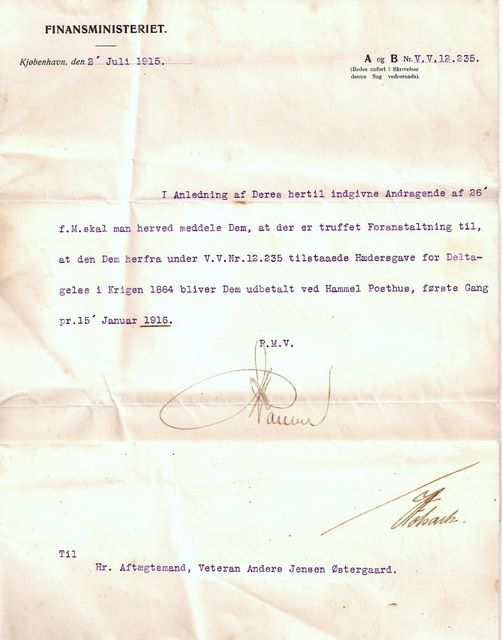 FINANSMINISTERIET.
Kjøbenhavn, den 2' Juli 1915.
A og B Nr. V.V.12.235.
(Bedes anført i Skrivelser
denne Sag vedrørende).
I Anledning af Deres hertil indgivne Andragende af 26'
f.M.skal man herved meddele Dem, at der er truffet Foranstaltning til,
at den Dem herfra under V.V.Nr.12.235 tilstaaede Hædersgave for Delta-
gelse i Krigen 1864 bliver Dem udbetalt ved Hammel Posthus, første Gang
pr.15' Januar 1916.
P.M.V.
Til
Hr. Aftægtsmand, Veteran Anders Jensen Østergaard.